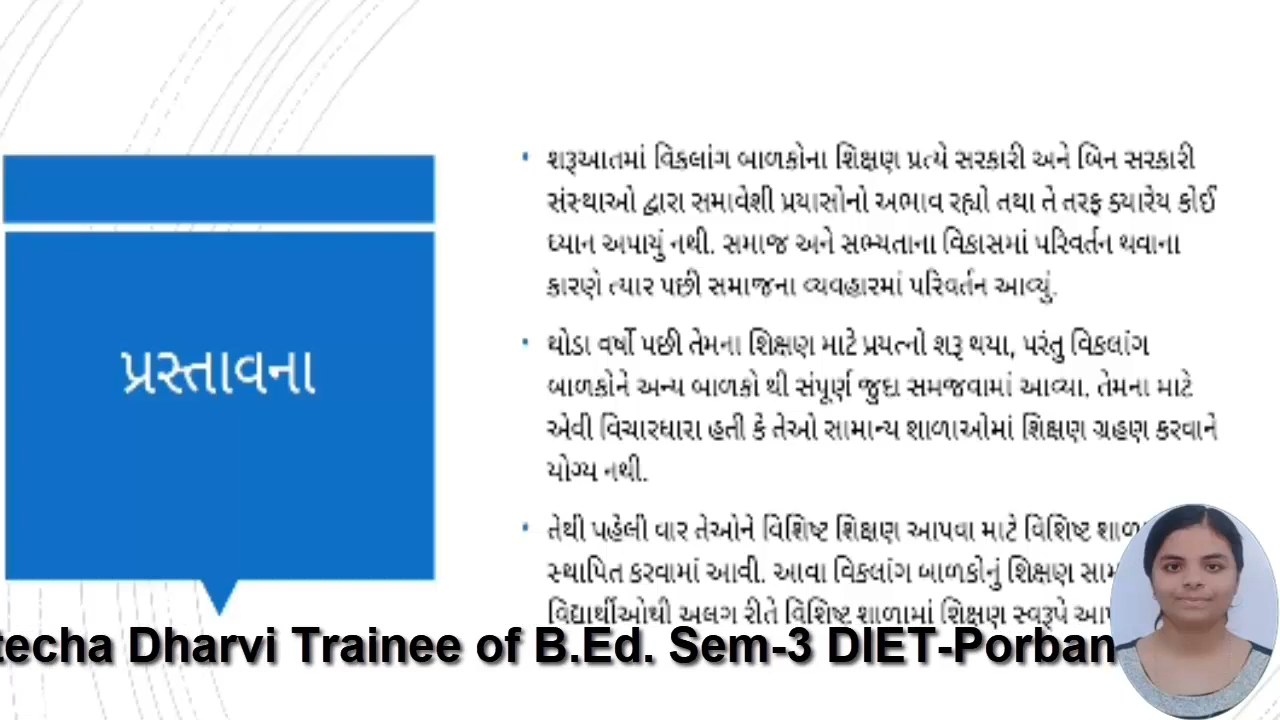 પ્રસ્તાવના
• શરૂઆતમાં વિકલાંગ બાળકોના શિક્ષણ પ્રત્યે સરકારી અને બિન સરકારી
સંસ્થાઓ દ્વારા સમાવેશી પ્રયાસોનો અભાવ રહ્યો તથા તે તરફ ક્યારેય કોઈ
ધ્યાન અપાયું નથી. સમાજ અને સભ્યતાના વિકાસમાં પરિવર્તન થવાના
કારણે ત્યાર પછી સમાજના વ્યવહારમાં પરિવર્તન આવ્યું.
• થોડા વર્ષો પછી તેમના શિક્ષણ માટે પ્રયત્નો શરૂ થયા, પરંતુ વિકલાંગ
બાળકોને અન્ય બાળકો થી સંપૂર્ણ જુદા સમજવામાં આવ્યા. તેમના માટે
એવી વિચારધારા હતી કે તેઓ સામાન્ય શાળાઓમાં શિક્ષણ ગ્રહણ કરવાને
યોગ્ય નથી.
• તેથી પહેલી વાર તેઓને વિશિષ્ટ શિક્ષણ આપવા માટે વિશિષ્ટ
સ્થાપિત કરવામાં આવી. આવા વિકલાંગ બાળકોનું શિક્ષણ
વિદ્યાર્થીઓથી અલગ રીતે વિશિષ્ટ શાળામાં શિક્ષણ સ્વરૂપે
techa Dharvi Trainee of B.Ed. Sem-3 DIET-Porban